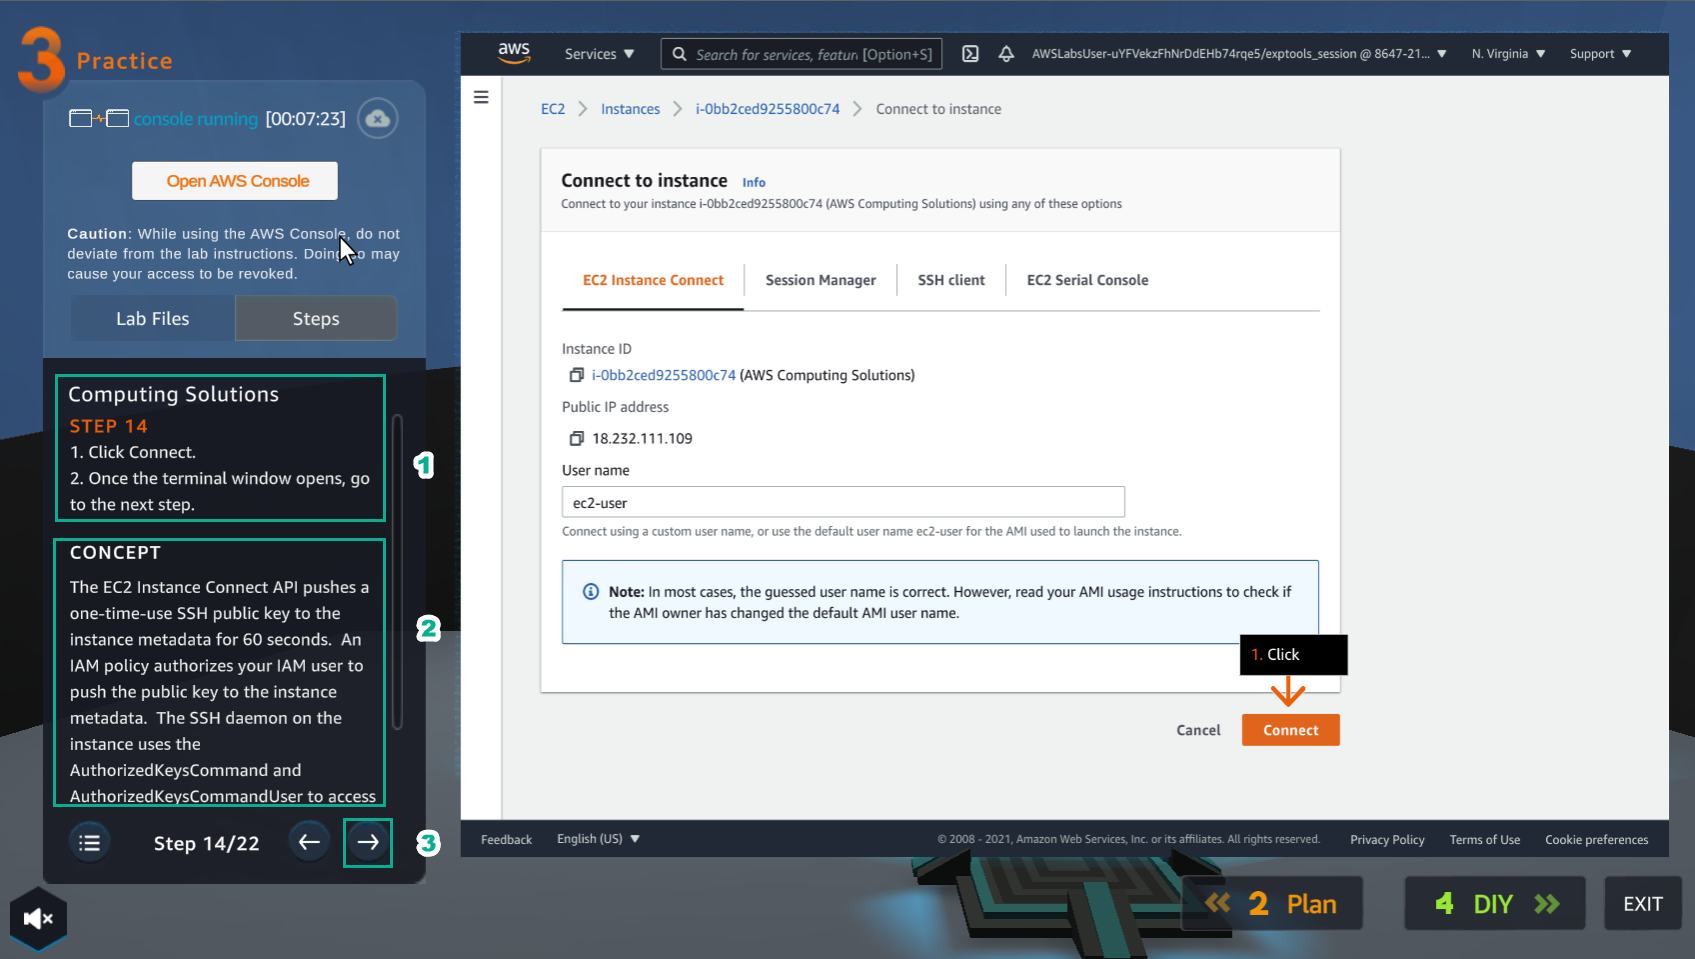 3 Practice
console running [00:07:23]
Open AWS Console
Caution: While using the AWS Console, do not
deviate from the lab instructions. Doing so may
cause your access to be revoked.
Lab Files
Steps
Computing Solutions
STEP 14
1. Click Connect.
2. Once the terminal window opens, go
to the next step.
1
CONCEPT
The EC2 Instance Connect API pushes a
one-time-use SSH public key to the
instance metadata for 60 seconds. An
IAM policy authorizes your IAM user to
push the public key to the instance
metadata. The SSH daemon on the
instance uses the
AuthorizedKeysCommand and
AuthorizedKeysCommandUser to access
2
Step 14/22
3
aws
Services
Search for services, featur [Option+S]
AWSLabsUser-uYFVekzFhNrDdEHb74rqe5/exptools_session @ 8647-21...
N. Virginia
Support
EC2
Instances
i-0bb2ced9255800c74
Connect to instance
Connect to instance Info
Connect to your instance i-0bb2ced9255800c74 (AWS Computing Solutions) using any of these options
EC2 Instance Connect
Session Manager
SSH client
EC2 Serial Console
Instance ID
i-0bb2ced9255800c74 (AWS Computing Solutions)
Public IP address
18.232.111.109
User name
ec2-user
Connect using a custom user name, or use the default user name ec2-user for the AMI used to launch the instance.
Note: In most cases, the guessed user name is correct. However, read your AMI usage instructions to check if
the AMI owner has changed the default AMI user name.
1. Click
Cancel
Connect
Feedback
English (US)
© 2008 - 2021, Amazon Web Services, Inc. or its affiliates. All rights reserved.
Privacy Policy
Terms of Use
Cookie preferences
2 Plan
4 DIY
EXIT